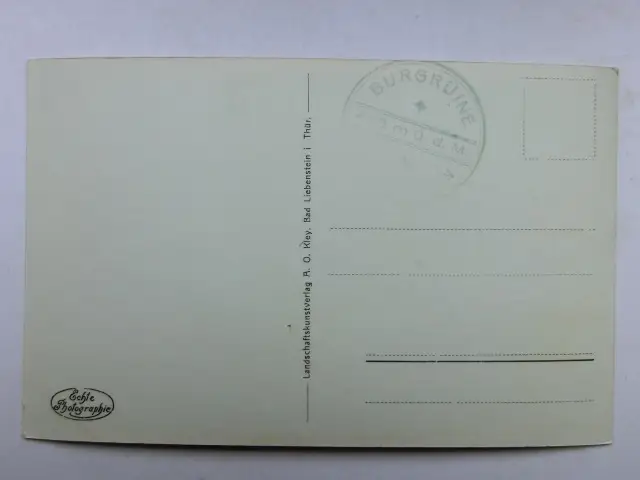 BURGRUINE
m ü. d. M.
Landschaftskunstverlag A. O. Kley, Bad Liebenstein i Thür.
Echte
Photographie